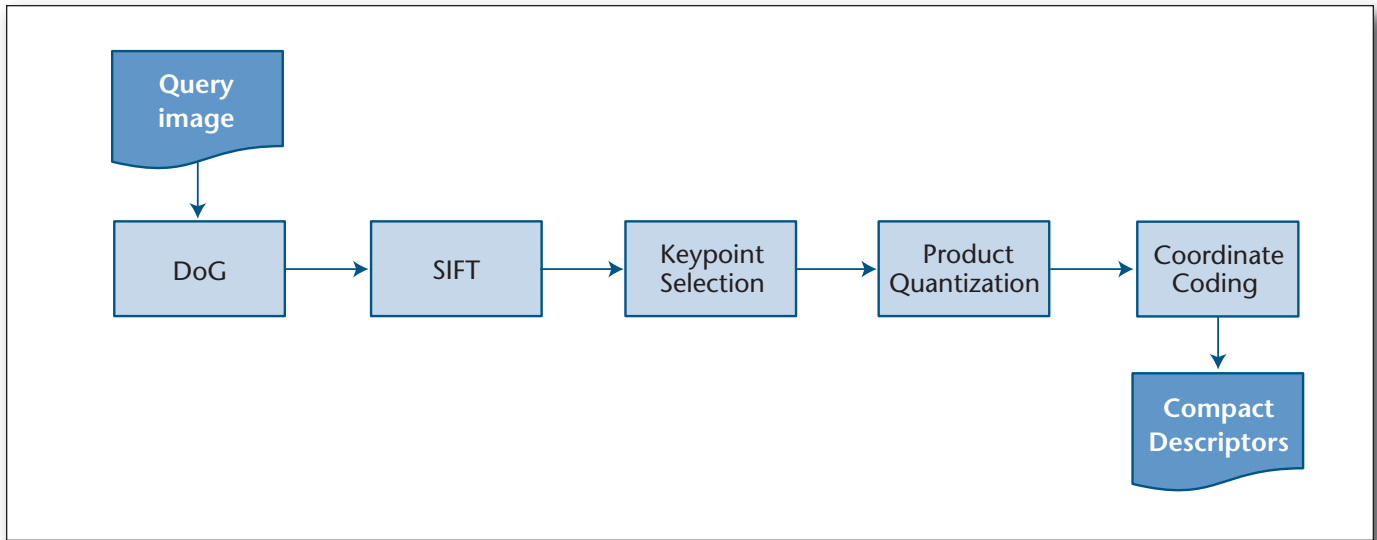 Query
image
DoG
SIFT
Keypoint
Selection
Product
Quantization
Coordinate
Coding
Compact
Descriptors